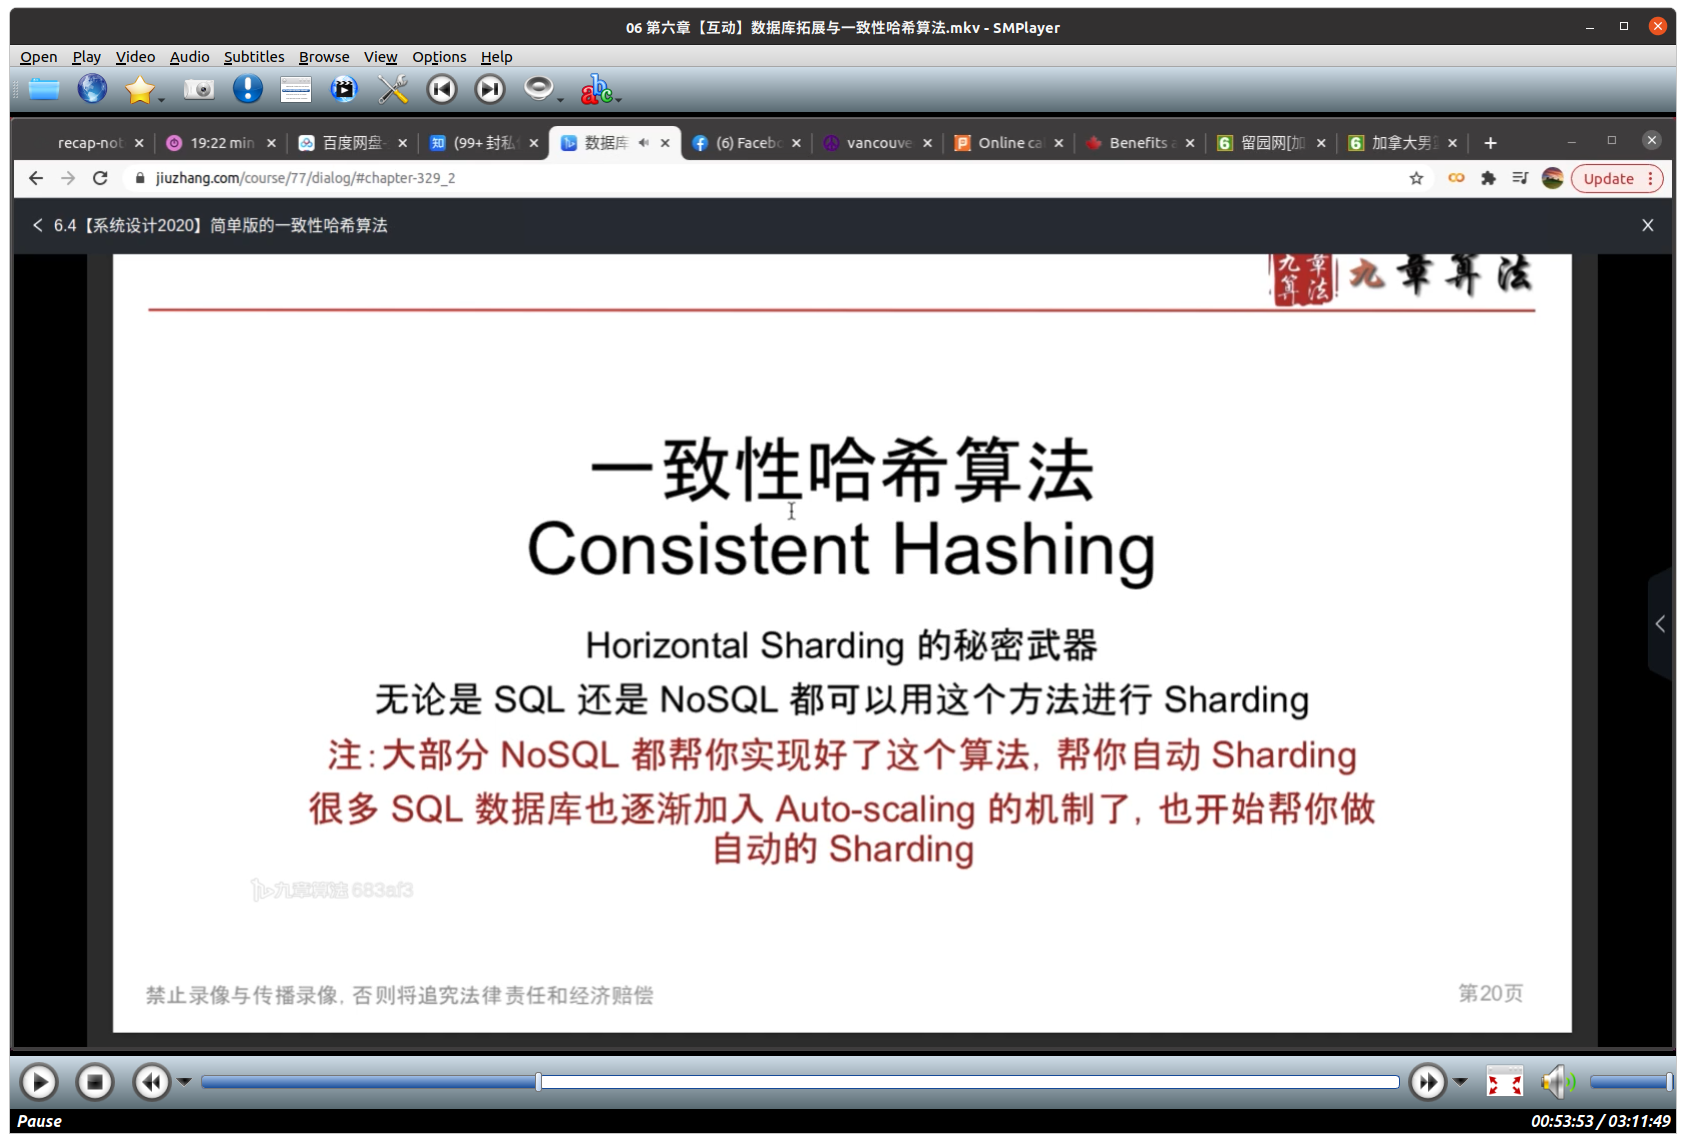 06 第六章【互动】数据库拓展与一致性哈希算法.mkv - SMPlayer
Open Play Video Audio Subtitles Browse View Options Help
abc
recap-not 19:22 min 百度网盘- (99+ 封私 数据库 (6) Facebo vancouve Online ca Benefits a 留园网[加 加拿大男
jiuzhang.com/course/77/dialog/#chapter-329_2 Update
6.4【系统设计2020】简单版的一致性哈希算法
九章算法 九章算法
一致性哈希算法
Consistent Hashing
Horizontal Sharding 的秘密武器
无论是 SQL 还是 NoSQL 都可以用这个方法进行 Sharding
注:大部分 NoSQL 都帮你实现好了这个算法, 帮你自动 Sharding
很多 SQL 数据库也逐渐加入 Auto-scaling 的机制了, 也开始帮你做
自动的 Sharding
九章算法 683af3
禁止录像与传播录像, 否则将追究法律责任和经济赔偿
第20页
Pause 00:53:53 / 03:11:49